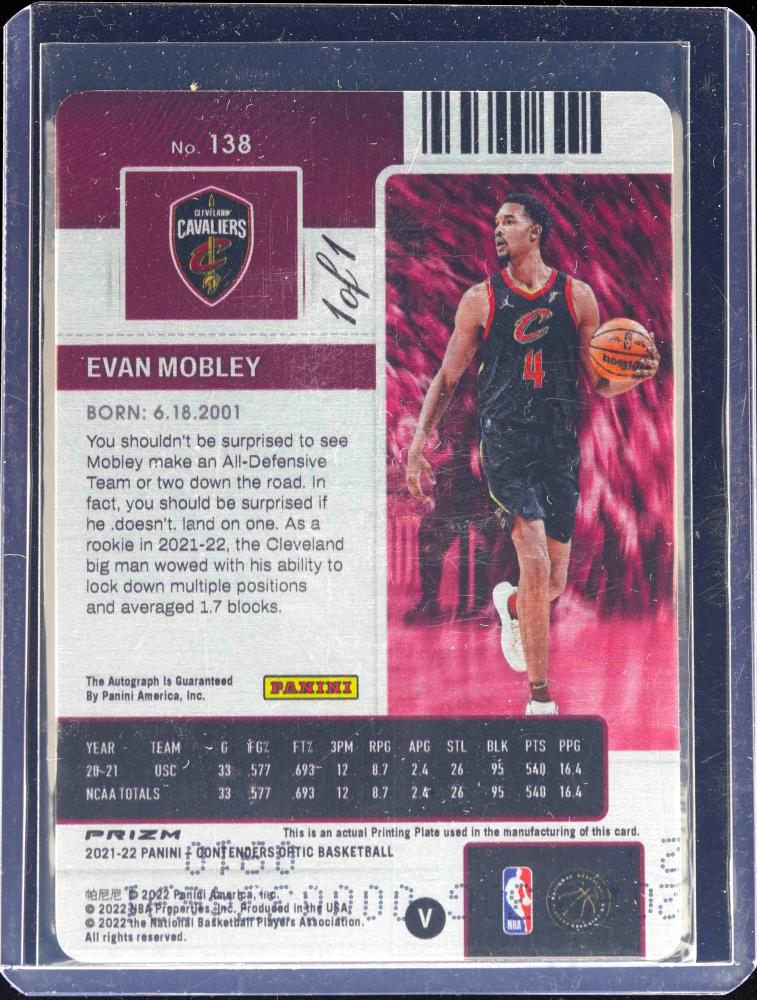 No. 138
CLEVELAND
CAVALIERS
C
1 of 1
C
4
EVAN MOBLEY
BORN: 6.18.2001
You shouldn't be surprised to see
Mobley make an All-Defensive
Team or two down the road. In
fact, you should be surprised if
he .doesn't. land on one. As a
rookie in 2021-22, the Cleveland
big man wowed with his ability to
lock down multiple positions
and averaged 1.7 blocks.
The Autograph Is Guaranteed
By Panini America, Inc.
PANINI
YEAR TEAM G FG% FT% 3PM RPG APG STL BLK PTS PPG
20-21 USC 33 .577 .693 12 8.7 2.4 26 95 540 16.4
NCAA TOTALS 33 .577 .693 12 8.7 2.4 26 95 540 16.4
PRIZM
This is an actual Printing Plate used in the manufacturing of this card.
2021-22 PANINI - CONTENDERS OPTIC BASKETBALL
帕尼尼 © 2022 Panini America, Inc.
© 2022 NBA Properties, Inc. Produced in the USA.
© 2022 the National Basketball Players Association.
All rights reserved.
V
NBA